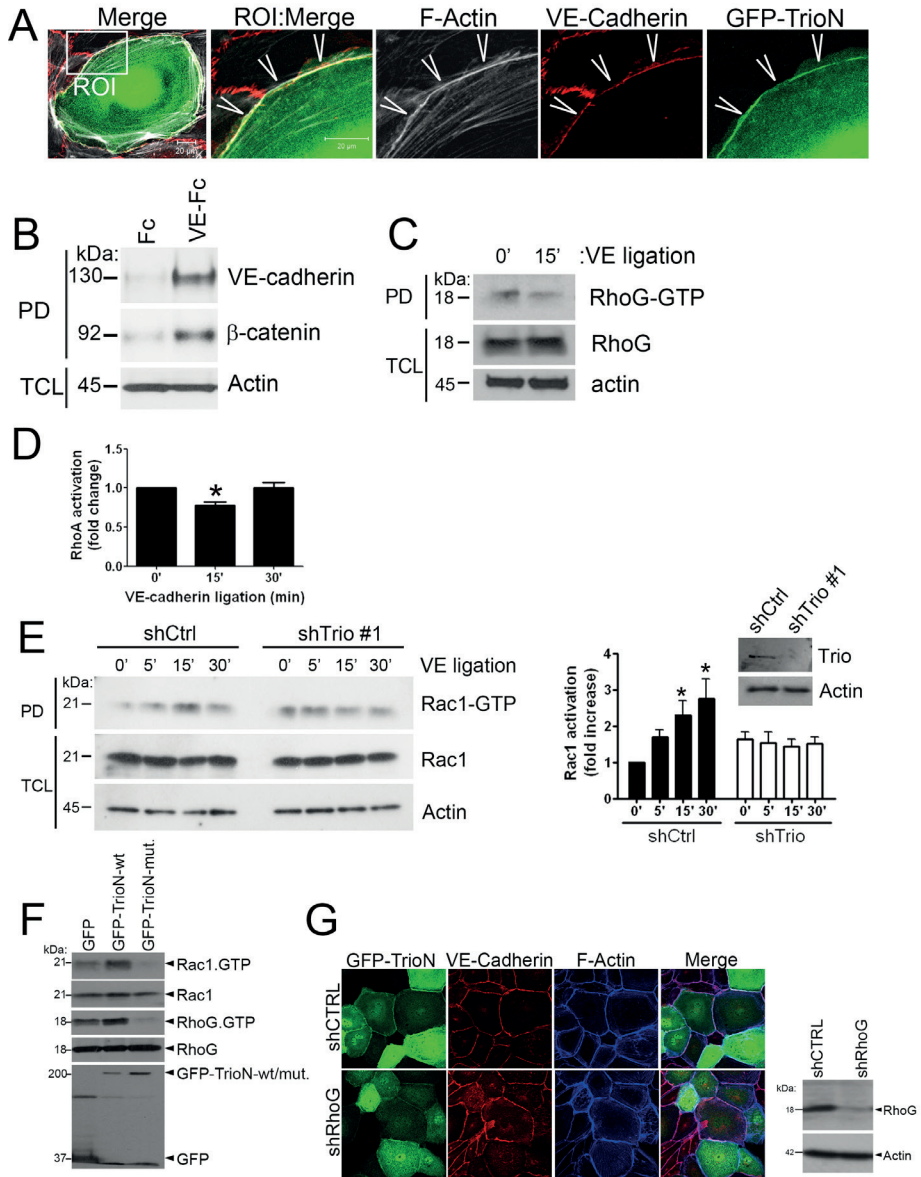 A
Merge
ROI:Merge
F-Actin
VE-Cadherin
GFP-TrioN
ROI
20 µm
20 µm
B
Fc
VE-Fc
kDa:
PD
130
VE-cadherin
92
β-catenin
TCL
45
Actin
C
0' 15' :VE ligation
kDa:
PD
18
RhoG-GTP
TCL
18
RhoG
45
actin
D
RhoA activation
(fold change)
1.5
1.0
0.5
0.0
0' 15' 30'
*
VE-cadherin ligation (min)
E
shCtrl
shTrio #1
0' 5' 15' 30' 0' 5' 15' 30' VE ligation
kDa:
PD
21
Rac1-GTP
TCL
21
Rac1
45
Actin
Rac1 activation
(fold increase)
4
3
2
1
0
* *
0' 5' 15' 30' 0' 5' 15' 30'
shCtrl
shTrio
shCtrl
shTrio #1
Trio
Actin
F
GFP
GFP-TrioN-wt
GFP-TrioN-mut.
kDa:
21
Rac1.GTP
21
Rac1
18
RhoG.GTP
18
RhoG
200
GFP-TrioN-wt/mut.
37
GFP
G
GFP-TrioN
VE-Cadherin
F-Actin
Merge
shCTRL
shRhoG
shCTRL
shRhoG
kDa:
18
RhoG
42
Actin